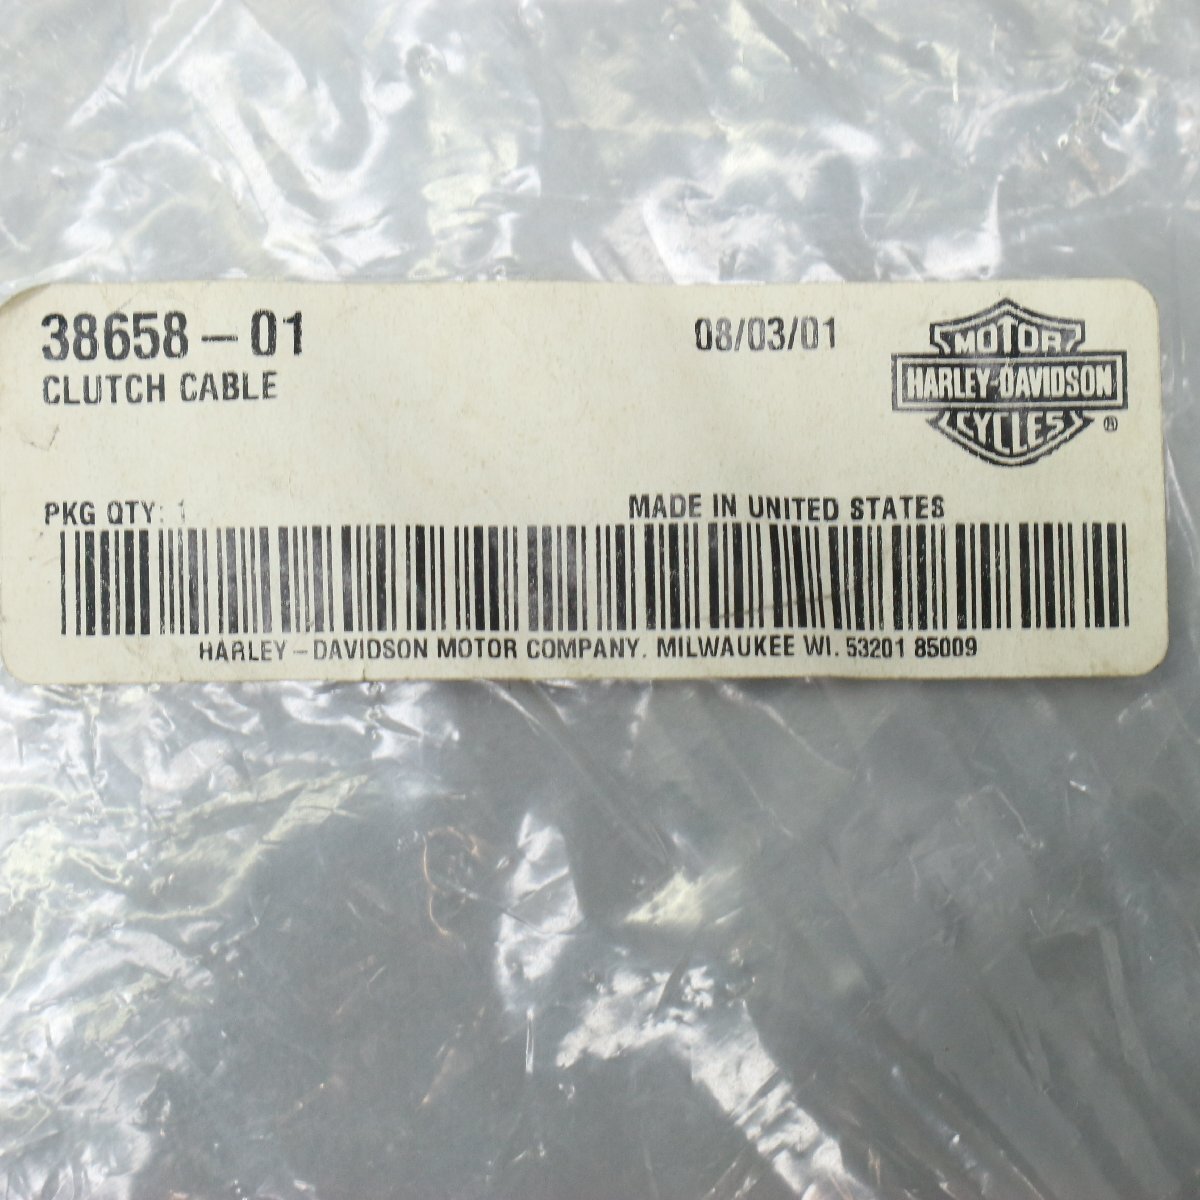 38658-01
08/03/01
CLUTCH CABLE
MOTOR
HARLEY-DAVIDSON
CYCLES
®
PKG QTY: 1
MADE IN UNITED STATES
HARLEY-DAVIDSON MOTOR COMPANY. MILWAUKEE WI. 53201 85009